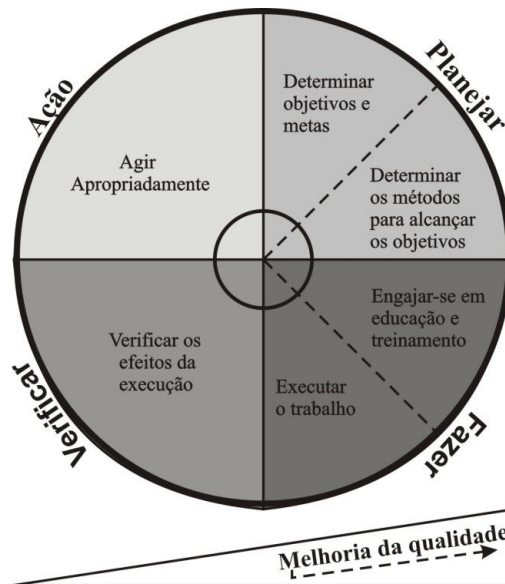 Planejar
Determinar
objetivos e
metas
Determinar
os métodos
para alcançar
os objetivos
Fazer
Engajar-se em
educação e
treinamento
Executar
o trabalho
Verificar
Verificar os
efeitos da
execução
Ação
Agir
Apropriadamente
Melhoria da qualidade